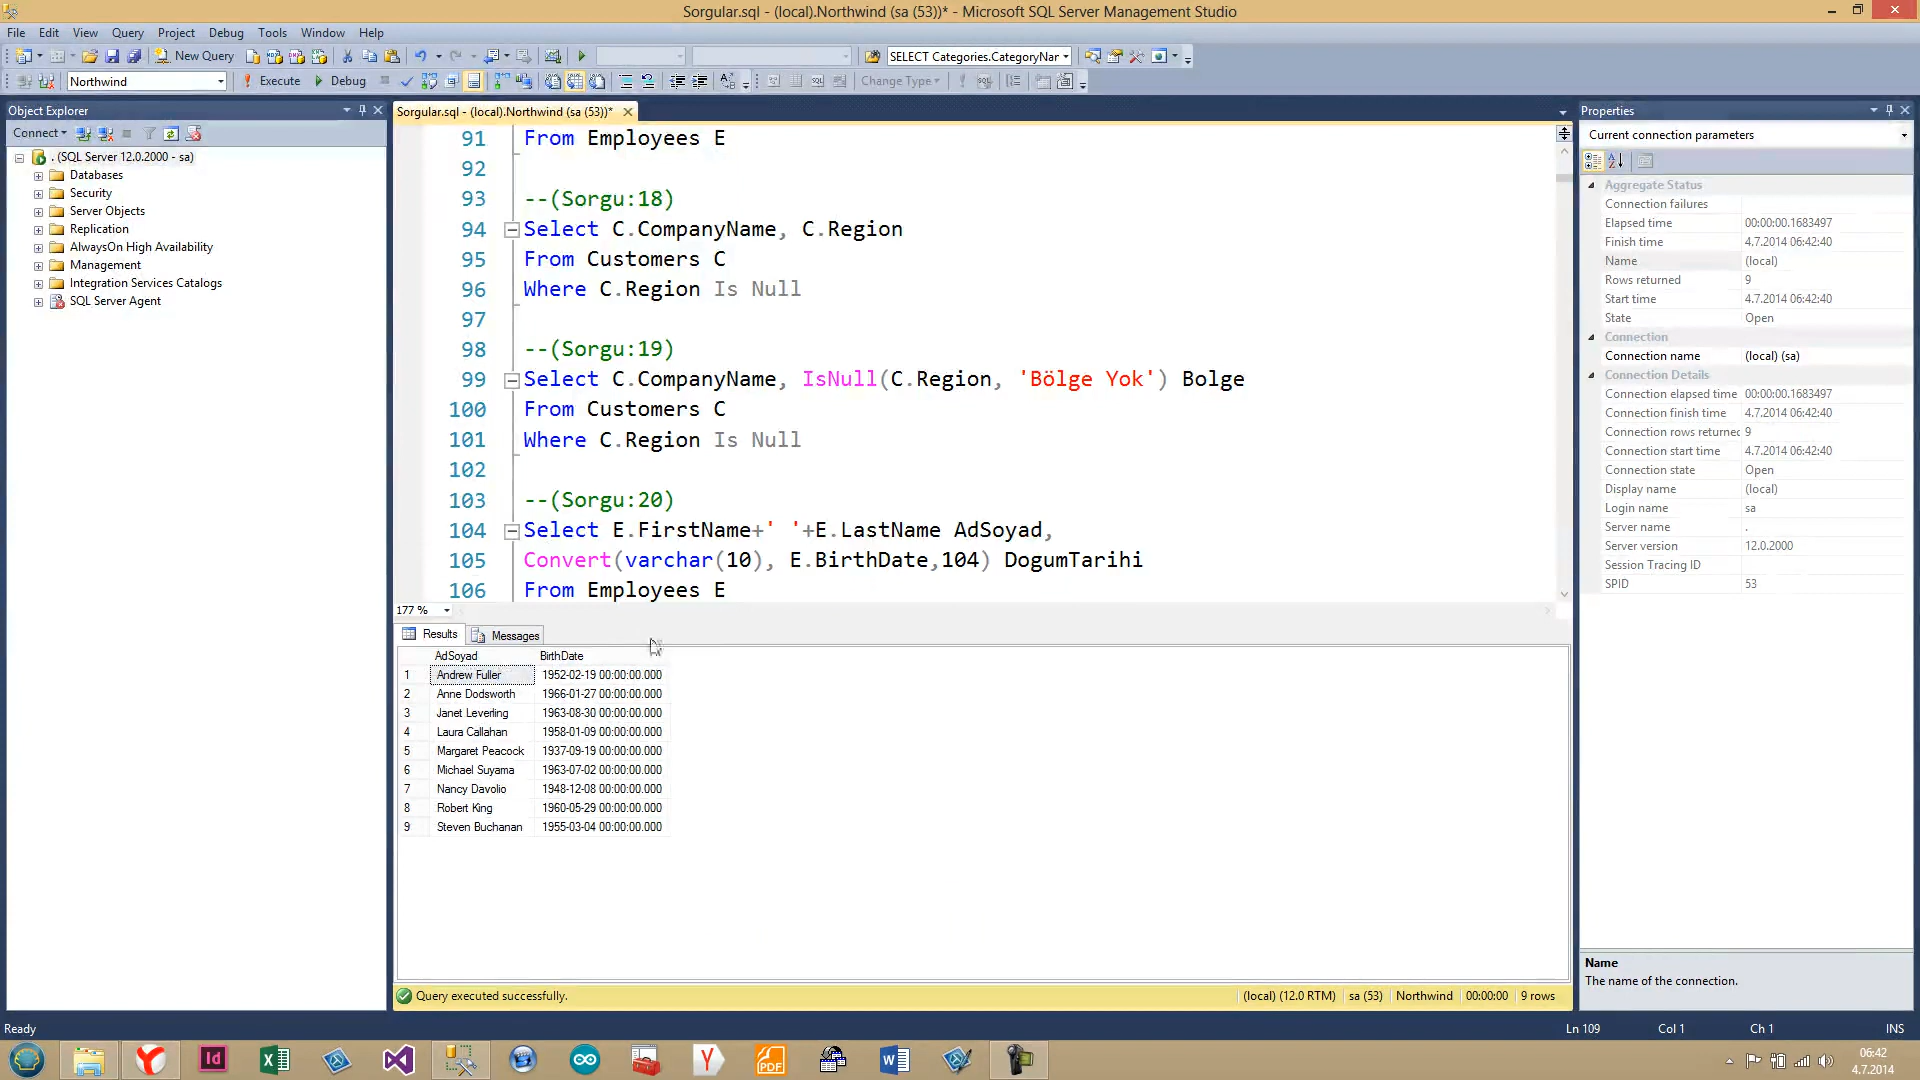 Sorgular.sql - (local).Northwind (sa (53))* - Microsoft SQL Server Management Studio
File Edit View Query Project Debug Tools Window Help
New Query SELECT Categories.CategoryNar
Northwind Execute Debug Change Type
Object Explorer
Connect
. (SQL Server 12.0.2000 - sa)
Databases
Security
Server Objects
Replication
AlwaysOn High Availability
Management
Integration Services Catalogs
SQL Server Agent
Sorgular.sql - (local).Northwind (sa (53))*
91 From Employees E
92
93 --(Sorgu:18)
94 Select C.CompanyName, C.Region
95 From Customers C
96 Where C.Region Is Null
97
98 --(Sorgu:19)
99 Select C.CompanyName, IsNull(C.Region, 'Bölge Yok') Bolge
100 From Customers C
101 Where C.Region Is Null
102
103 --(Sorgu:20)
104 Select E.FirstName+' '+E.LastName AdSoyad,
105 Convert(varchar(10), E.BirthDate,104) DogumTarihi
106 From Employees E
177 %
Results Messages
AdSoyad BirthDate
1 Andrew Fuller 1952-02-19 00:00:00.000
2 Anne Dodsworth 1966-01-27 00:00:00.000
3 Janet Leverling 1963-08-30 00:00:00.000
4 Laura Callahan 1958-01-09 00:00:00.000
5 Margaret Peacock 1937-09-19 00:00:00.000
6 Michael Suyama 1963-07-02 00:00:00.000
7 Nancy Davolio 1948-12-08 00:00:00.000
8 Robert King 1960-05-29 00:00:00.000
9 Steven Buchanan 1955-03-04 00:00:00.000
Query executed successfully. (local) (12.0 RTM) sa (53) Northwind 00:00:00 9 rows
Properties
Current connection parameters
Aggregate Status
Connection failures
Elapsed time 00:00:00.1683497
Finish time 4.7.2014 06:42:40
Name (local)
Rows returned 9
Start time 4.7.2014 06:42:40
State Open
Connection
Connection name (local) (sa)
Connection Details
Connection elapsed time 00:00:00.1683497
Connection finish time 4.7.2014 06:42:40
Connection rows returnec 9
Connection start time 4.7.2014 06:42:40
Connection state Open
Display name (local)
Login name sa
Server name .
Server version 12.0.2000
Session Tracing ID
SPID 53
Name
The name of the connection.
Ready Ln 109 Col 1 Ch 1 INS
Id
PDF
06:42
4.7.2014